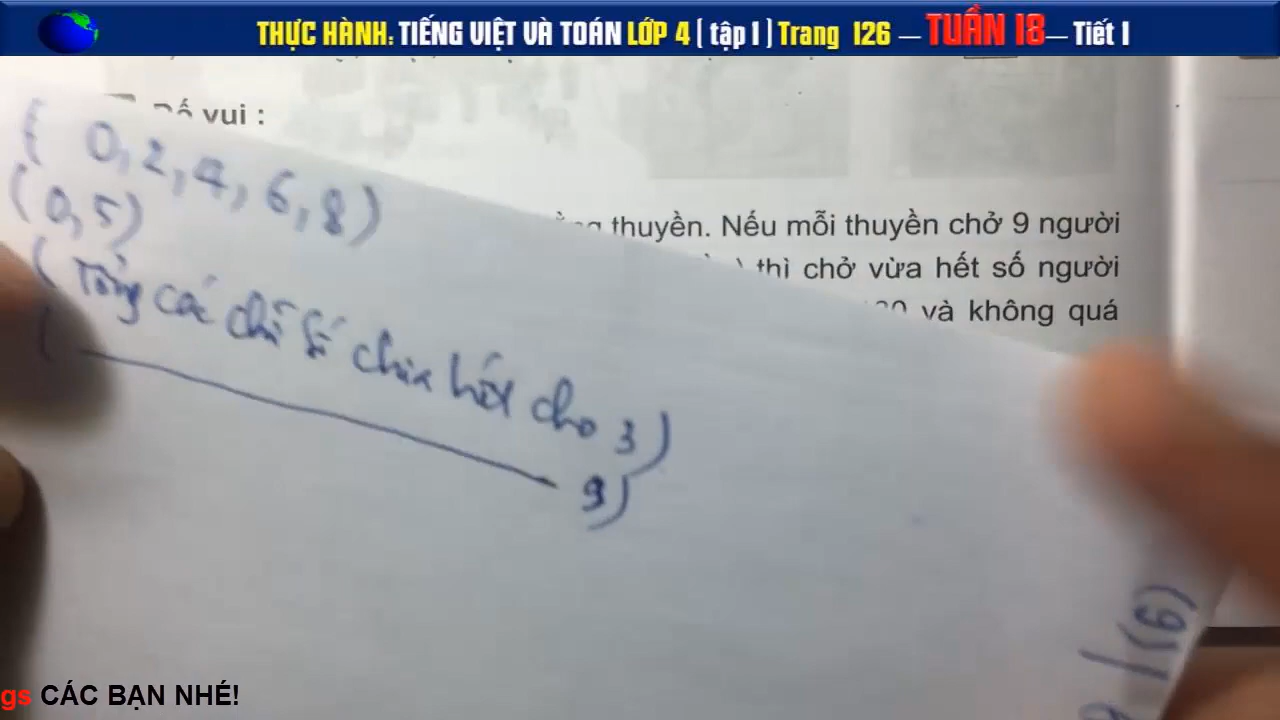 THỰC HÀNH: TIẾNG VIỆT VÀ TOÁN LỚP 4 ( tập 1 ) Trang 126 — TUẦN 18— Tiết 1
vui :
( 0, 2, 4, 6, 8 )
( 0, 5 )
( Tổng các chữ số chia hết cho 3 )
( 9 )
thuyền. Nếu mỗi thuyền chở 9 người
thì chở vừa hết số người
và không quá
gs CÁC BẠN NHÉ!